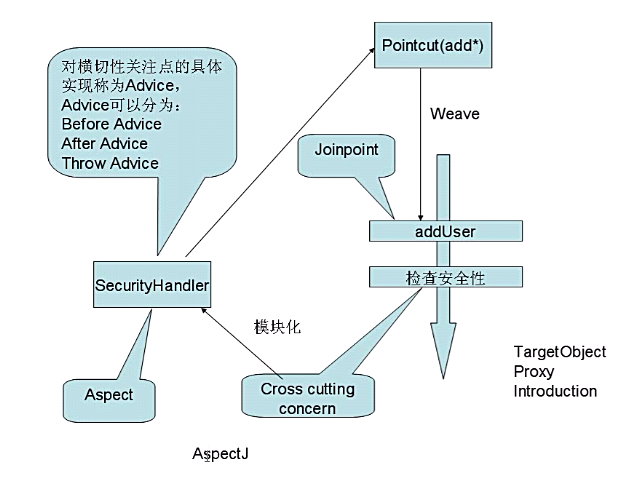 Pointcut(add*)
对横切性关注点的具体
实现称为Advice，
Advice可以分为：
Before Advice
After Advice
Throw Advice
Weave
Joinpoint
addUser
检查安全性
SecurityHandler
模块化
TargetObject
Proxy
Introduction
Aspect
Cross cutting
concern
AspectJ